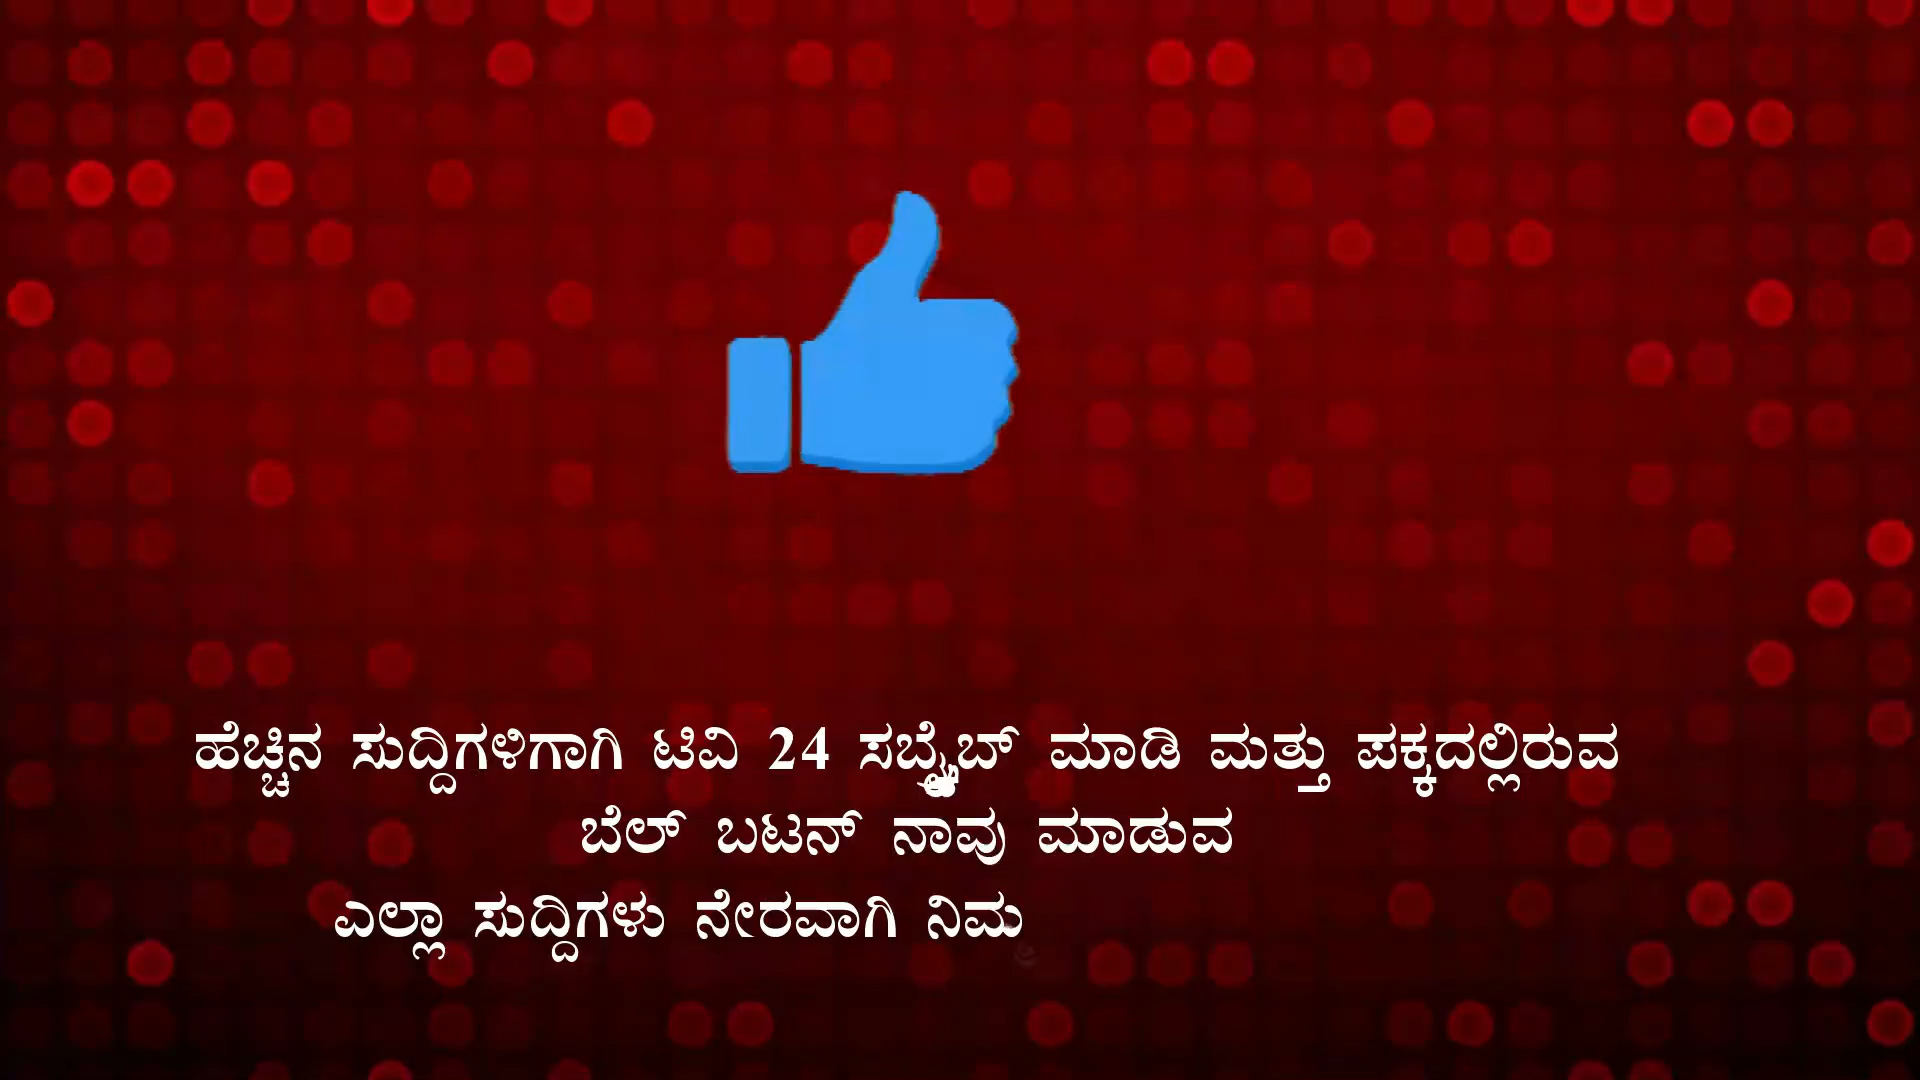 ಹೆಚ್ಚಿನ ಸುದ್ದಿಗಳಿಗಾಗಿ ಟಿವಿ 24 ಸಬ್ಸ್ಕ್ರೈಬ್ ಮಾಡಿ ಮತ್ತು ಪಕ್ಕದಲ್ಲಿರುವ
ಬೆಲ್ ಬಟನ್ ನಾವು ಮಾಡುವ
ಎಲ್ಲಾ ಸುದ್ದಿಗಳು ನೇರವಾಗಿ ನಿಮ